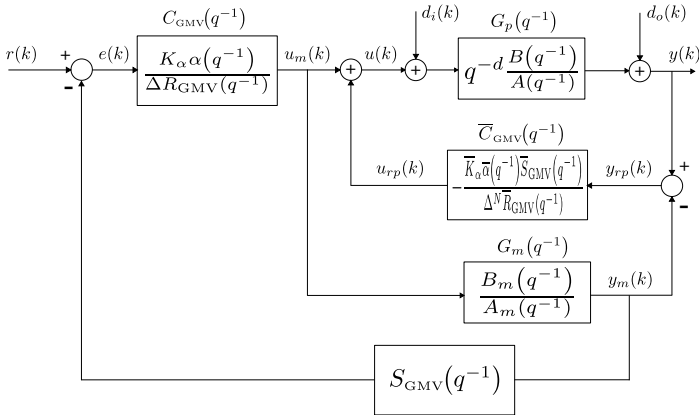 C_GMV(q⁻¹)
G_p(q⁻¹)
d_i(k)
d_o(k)
r(k)
+
-
e(k)
K_α α(q⁻¹)
ΔR_GMV(q⁻¹)
u_m(k)
+
u(k)
+
q⁻ᵈ B(q⁻¹)
A(q⁻¹)
+
y(k)
C̅_GMV(q⁻¹)
u_rp(k)
- K̅_α α̅(q⁻¹)S̅_GMV(q⁻¹)
Δᴺ R̅_GMV(q⁻¹)
y_rp(k)
+
-
G_m(q⁻¹)
B_m(q⁻¹)
A_m(q⁻¹)
y_m(k)
S_GMV(q⁻¹)